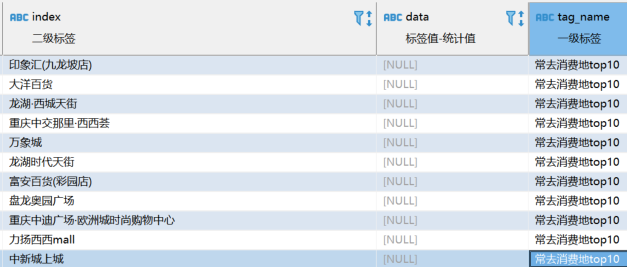 ABC index ABC data ABC tag_name
二级标签 标签值-统计值 一级标签
印象汇(九龙坡店) [NULL] 常去消费地top10
大洋百货 [NULL] 常去消费地top10
龙湖·西城天街 [NULL] 常去消费地top10
重庆中交那里·西西荟 [NULL] 常去消费地top10
万象城 [NULL] 常去消费地top10
龙湖时代天街 [NULL] 常去消费地top10
富安百货(彩园店) [NULL] 常去消费地top10
盘龙奥园广场 [NULL] 常去消费地top10
重庆中迪广场·欧洲城时尚购物中心 [NULL] 常去消费地top10
力扬西西mall [NULL] 常去消费地top10
中新城上城 [NULL] 常去消费地top10